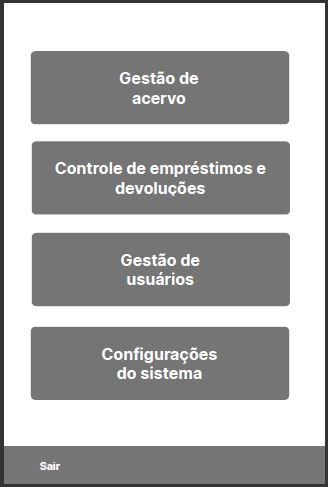 Gestão de
acervo
Controle de empréstimos e
devoluções
Gestão de
usuários
Configurações
do sistema
Sair